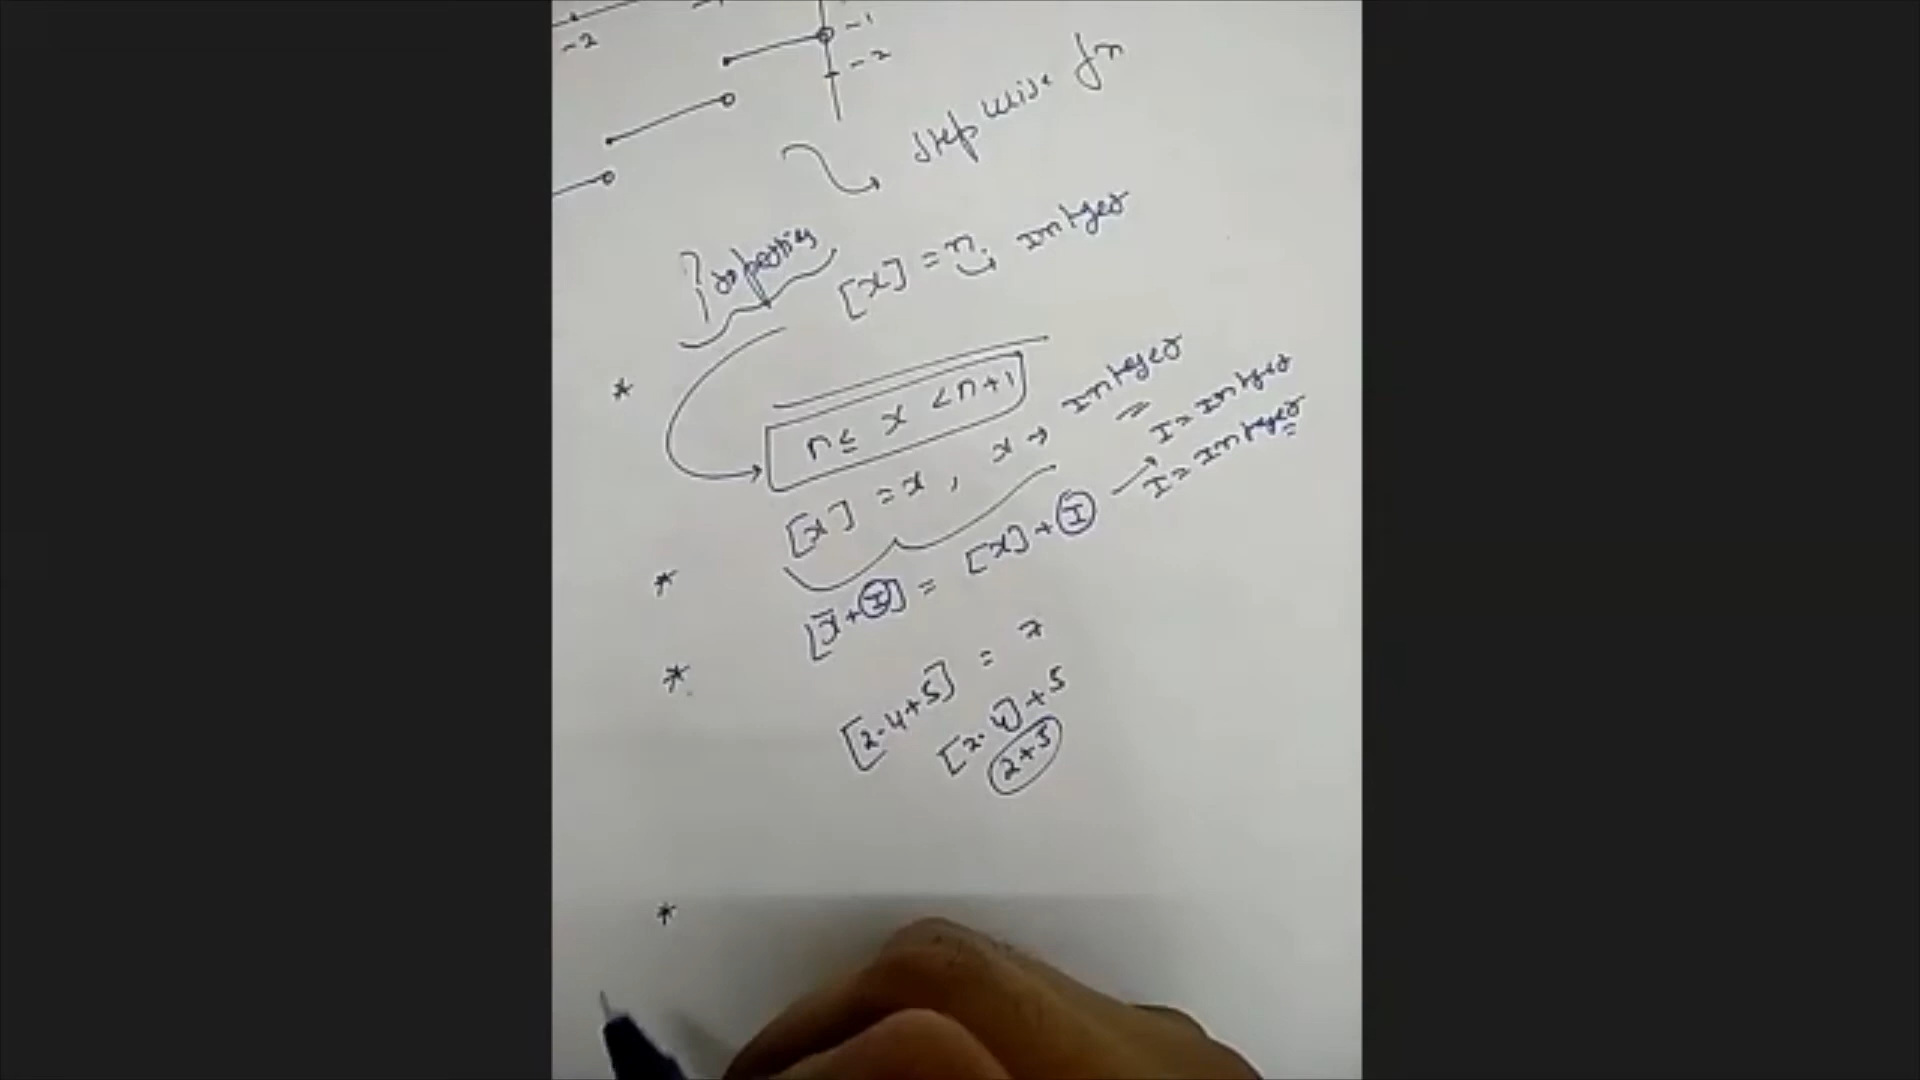 -2
-1
-2
step wise fn
Properties
[x] = n. Integer
* n ≤ x < n+1
[x] = x, x → Integer
* [x+I] = [x] + I → I = Integer
I = Integer
* [2.4+5] = 7
[2.4]+5
2+5
*